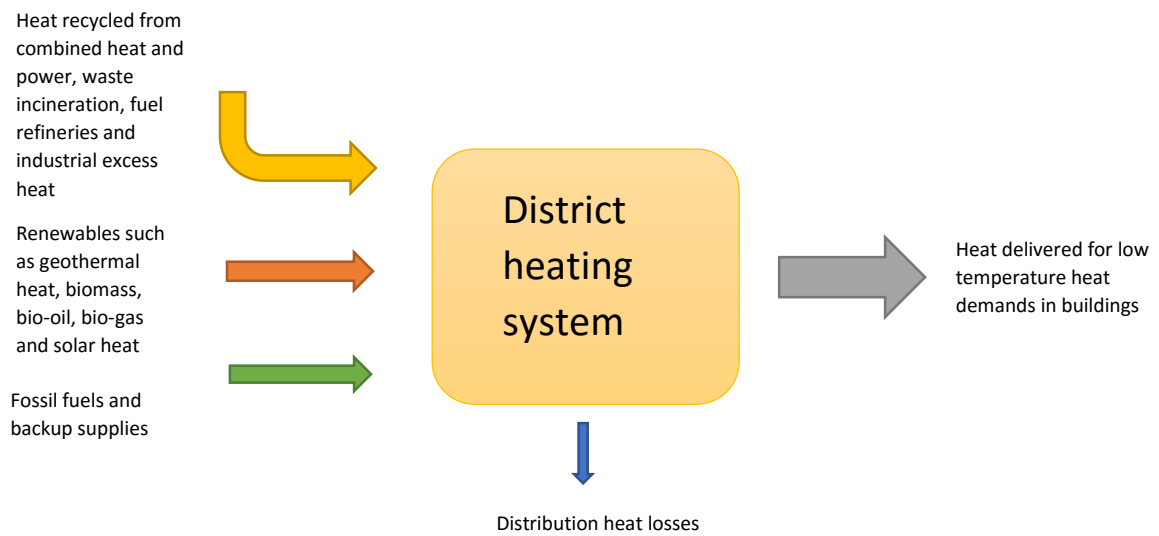 Heat recycled from
combined heat and
power, waste
incineration, fuel
refineries and
industrial excess
heat
Renewables such
as geothermal
heat, biomass,
bio-oil, bio-gas
and solar heat
Fossil fuels and
backup supplies
District
heating
system
Heat delivered for low
temperature heat
demands in buildings
Distribution heat losses